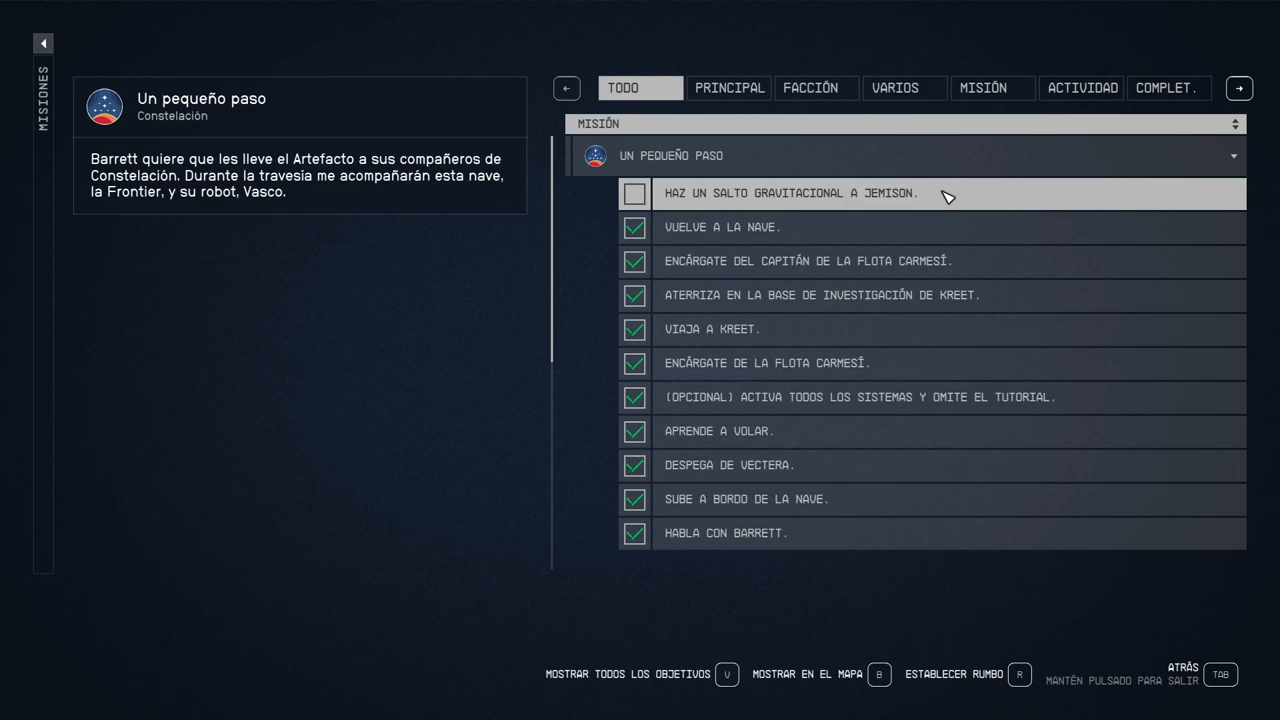 MISIONES
Un pequeño paso
Constelación
Barrett quiere que les lleve el Artefacto a sus compañeros de
Constelación. Durante la travesía me acompañarán esta nave,
la Frontier, y su robot, Vasco.
TODO PRINCIPAL FACCIÓN VARIOS MISIÓN ACTIVIDAD COMPLET.
MISIÓN
UN PEQUEÑO PASO
HAZ UN SALTO GRAVITACIONAL A JEMISON.
VUELVE A LA NAVE.
ENCÁRGATE DEL CAPITÁN DE LA FLOTA CARMESÍ.
ATERRIZA EN LA BASE DE INVESTIGACIÓN DE KREET.
VIAJA A KREET.
ENCÁRGATE DE LA FLOTA CARMESÍ.
(OPCIONAL) ACTIVA TODOS LOS SISTEMAS Y OMITE EL TUTORIAL.
APRENDE A VOLAR.
DESPEGA DE VECTERA.
SUBE A BORDO DE LA NAVE.
HABLA CON BARRETT.
MOSTRAR TODOS LOS OBJETIVOS V MOSTRAR EN EL MAPA B ESTABLECER RUMBO R ATRÁS TAB
MANTÉN PULSADO PARA SALIR